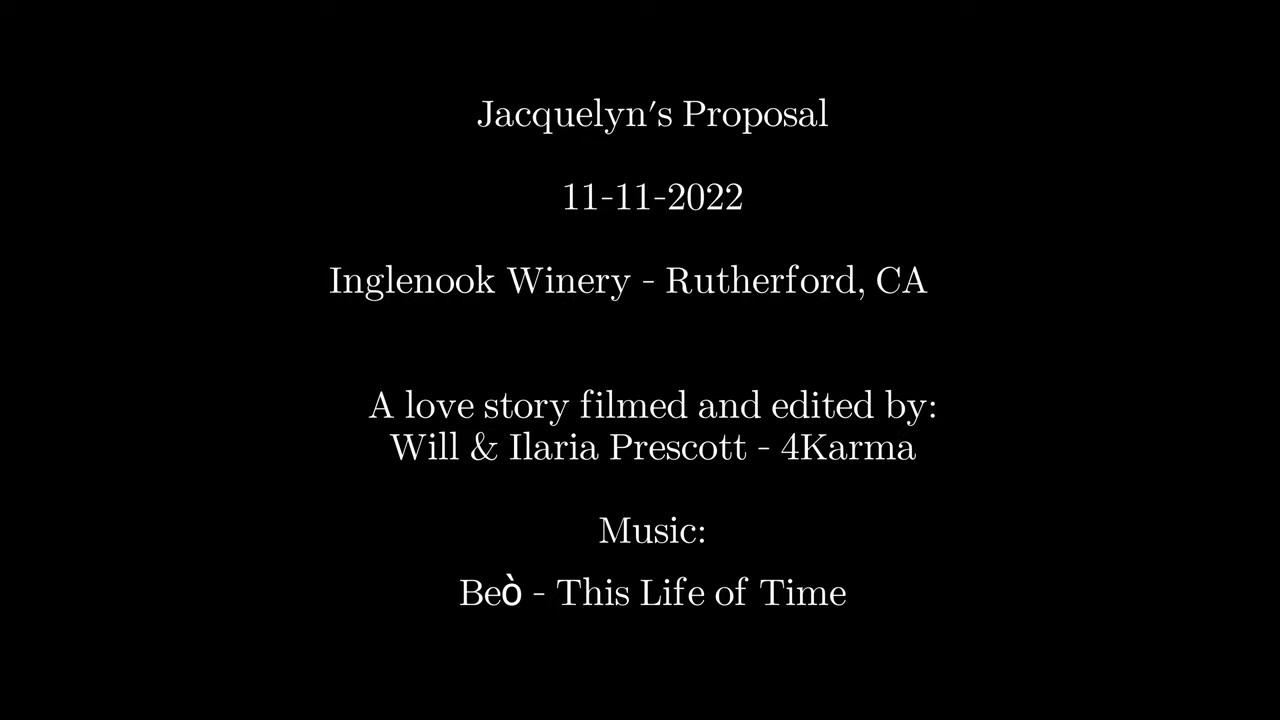 Jacquelyn's Proposal
11-11-2022
Inglenook Winery - Rutherford, CA
A love story filmed and edited by:
Will & Ilaria Prescott - 4Karma
Music:
Beò - This Life of Time